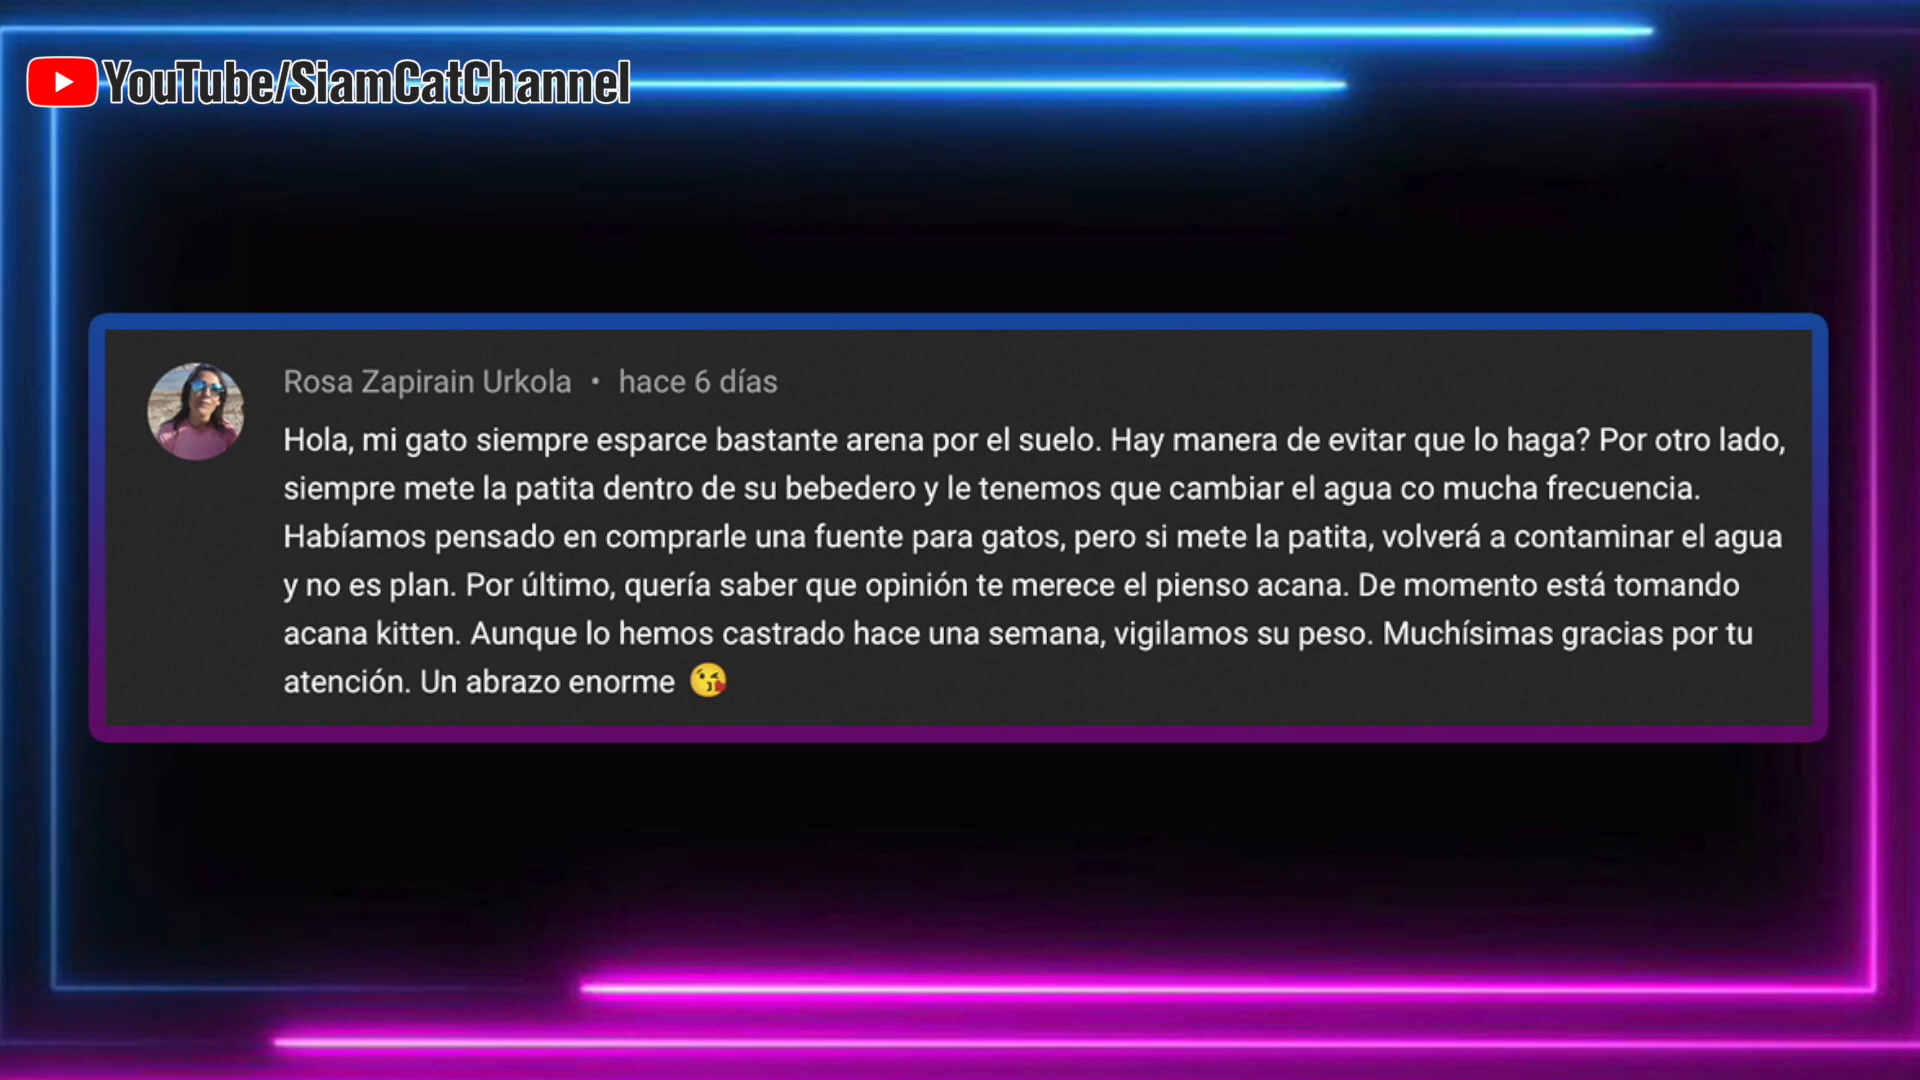 YouTube/SiamCatChannel
Rosa Zapirain Urkola • hace 6 días
Hola, mi gato siempre esparce bastante arena por el suelo. Hay manera de evitar que lo haga? Por otro lado,
siempre mete la patita dentro de su bebedero y le tenemos que cambiar el agua co mucha frecuencia.
Habíamos pensado en comprarle una fuente para gatos, pero si mete la patita, volverá a contaminar el agua
y no es plan. Por último, quería saber que opinión te merece el pienso acana. De momento está tomando
acana kitten. Aunque lo hemos castrado hace una semana, vigilamos su peso. Muchísimas gracias por tu
atención. Un abrazo enorme 😘